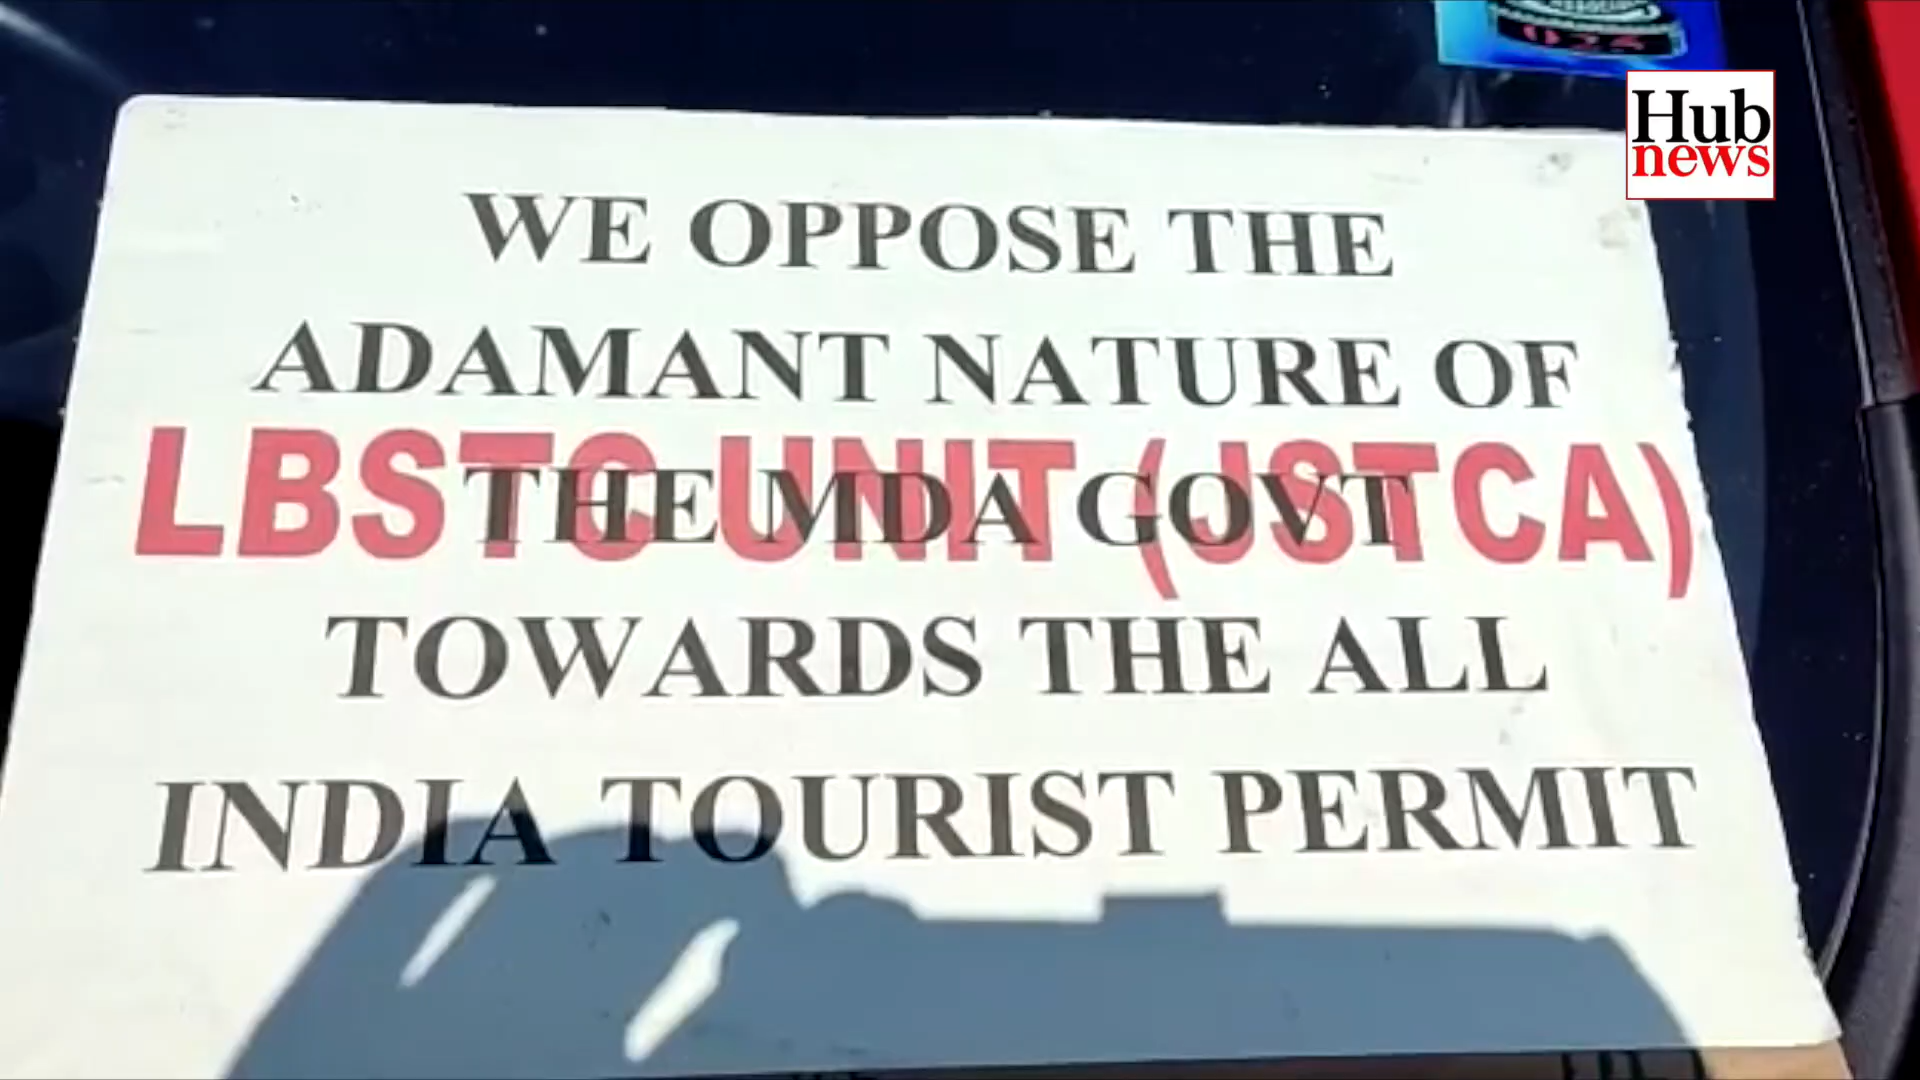 Hub
news
WE OPPOSE THE
ADAMANT NATURE OF
LBSTC UNIT (JSTCA)
THE MDA GOVT
TOWARDS THE ALL
INDIA TOURIST PERMIT